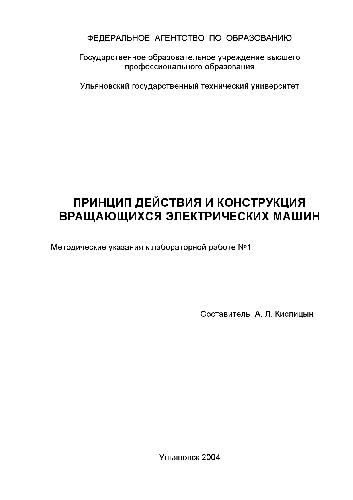 ФЕДЕРАЛЬНОЕ АГЕНТСТВО ПО ОБРАЗОВАНИЮ
Государственное образовательное учреждение высшего
профессионального образования
Ульяновский государственный технический университет
ПРИНЦИП ДЕЙСТВИЯ И КОНСТРУКЦИЯ
ВРАЩАЮЩИХСЯ ЭЛЕКТРИЧЕСКИХ МАШИН
Методические указания к лабораторной работе №1
Составитель А. Л. Кислицын
Ульяновск 2004